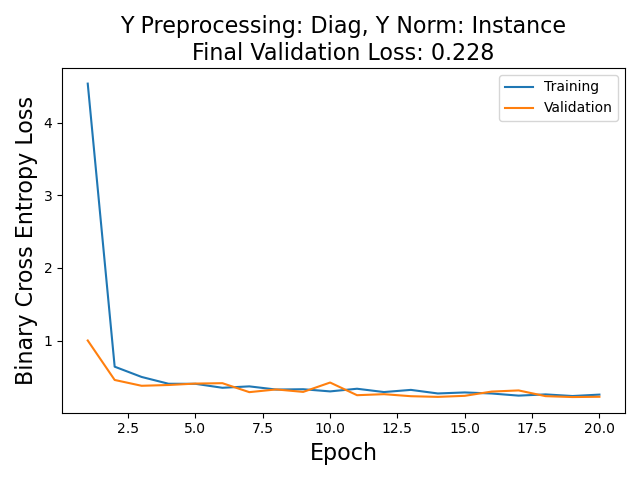 Y Preprocessing: Diag, Y Norm: Instance
Final Validation Loss: 0.228
Training
Validation
Binary Cross Entropy Loss
4
3
2
1
2.5 5.0 7.5 10.0 12.5 15.0 17.5 20.0
Epoch